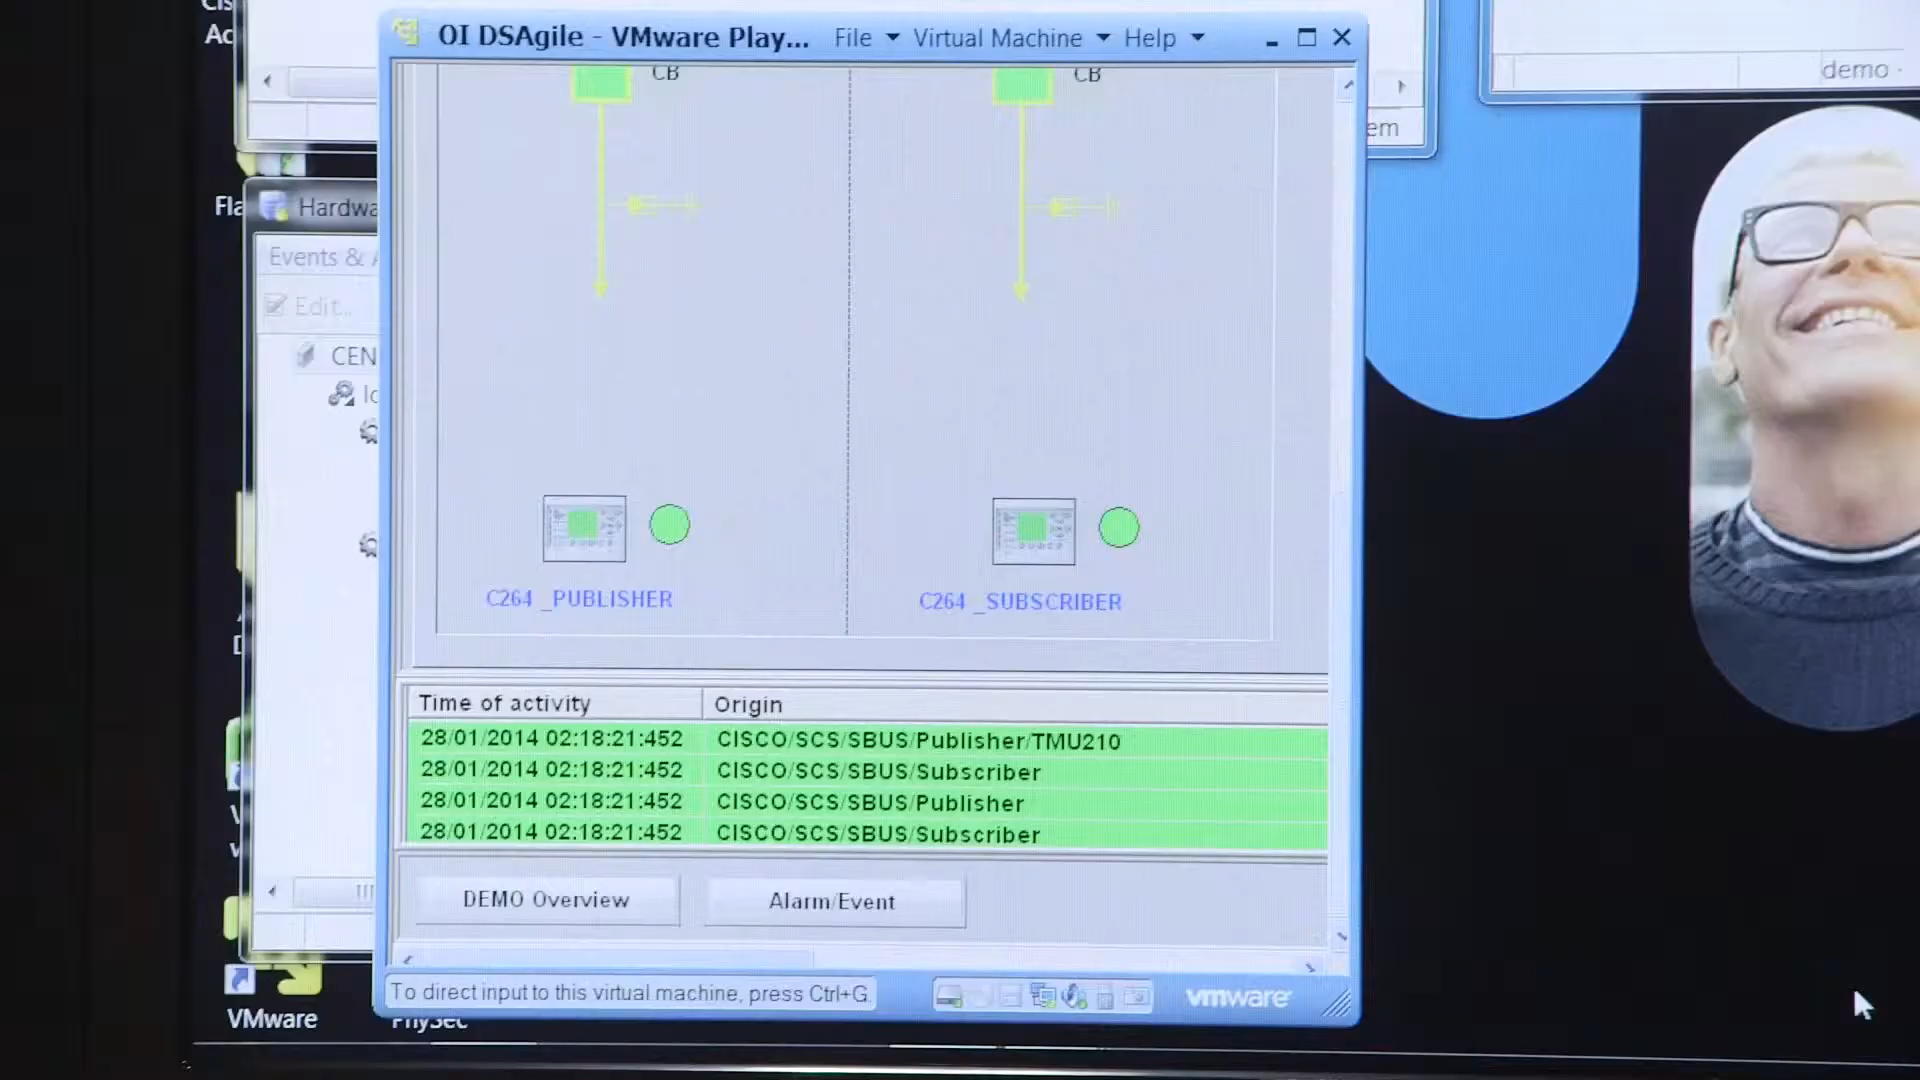 OI DSAgile - VMware Play... File Virtual Machine Help
demo -
CB
CB
Events &
Edit..
CEN
C264 _PUBLISHER
C264 _SUBSCRIBER
Time of activity Origin
28/01/2014 02:18:21:452 CISCO/SCS/SBUS/Publisher/TMU210
28/01/2014 02:18:21:452 CISCO/SCS/SBUS/Subscriber
28/01/2014 02:18:21:452 CISCO/SCS/SBUS/Publisher
28/01/2014 02:18:21:452 CISCO/SCS/SBUS/Subscriber
DEMO Overview Alarm/Event
To direct input to this virtual machine, press Ctrl+G.
vmware
VMware PhySec